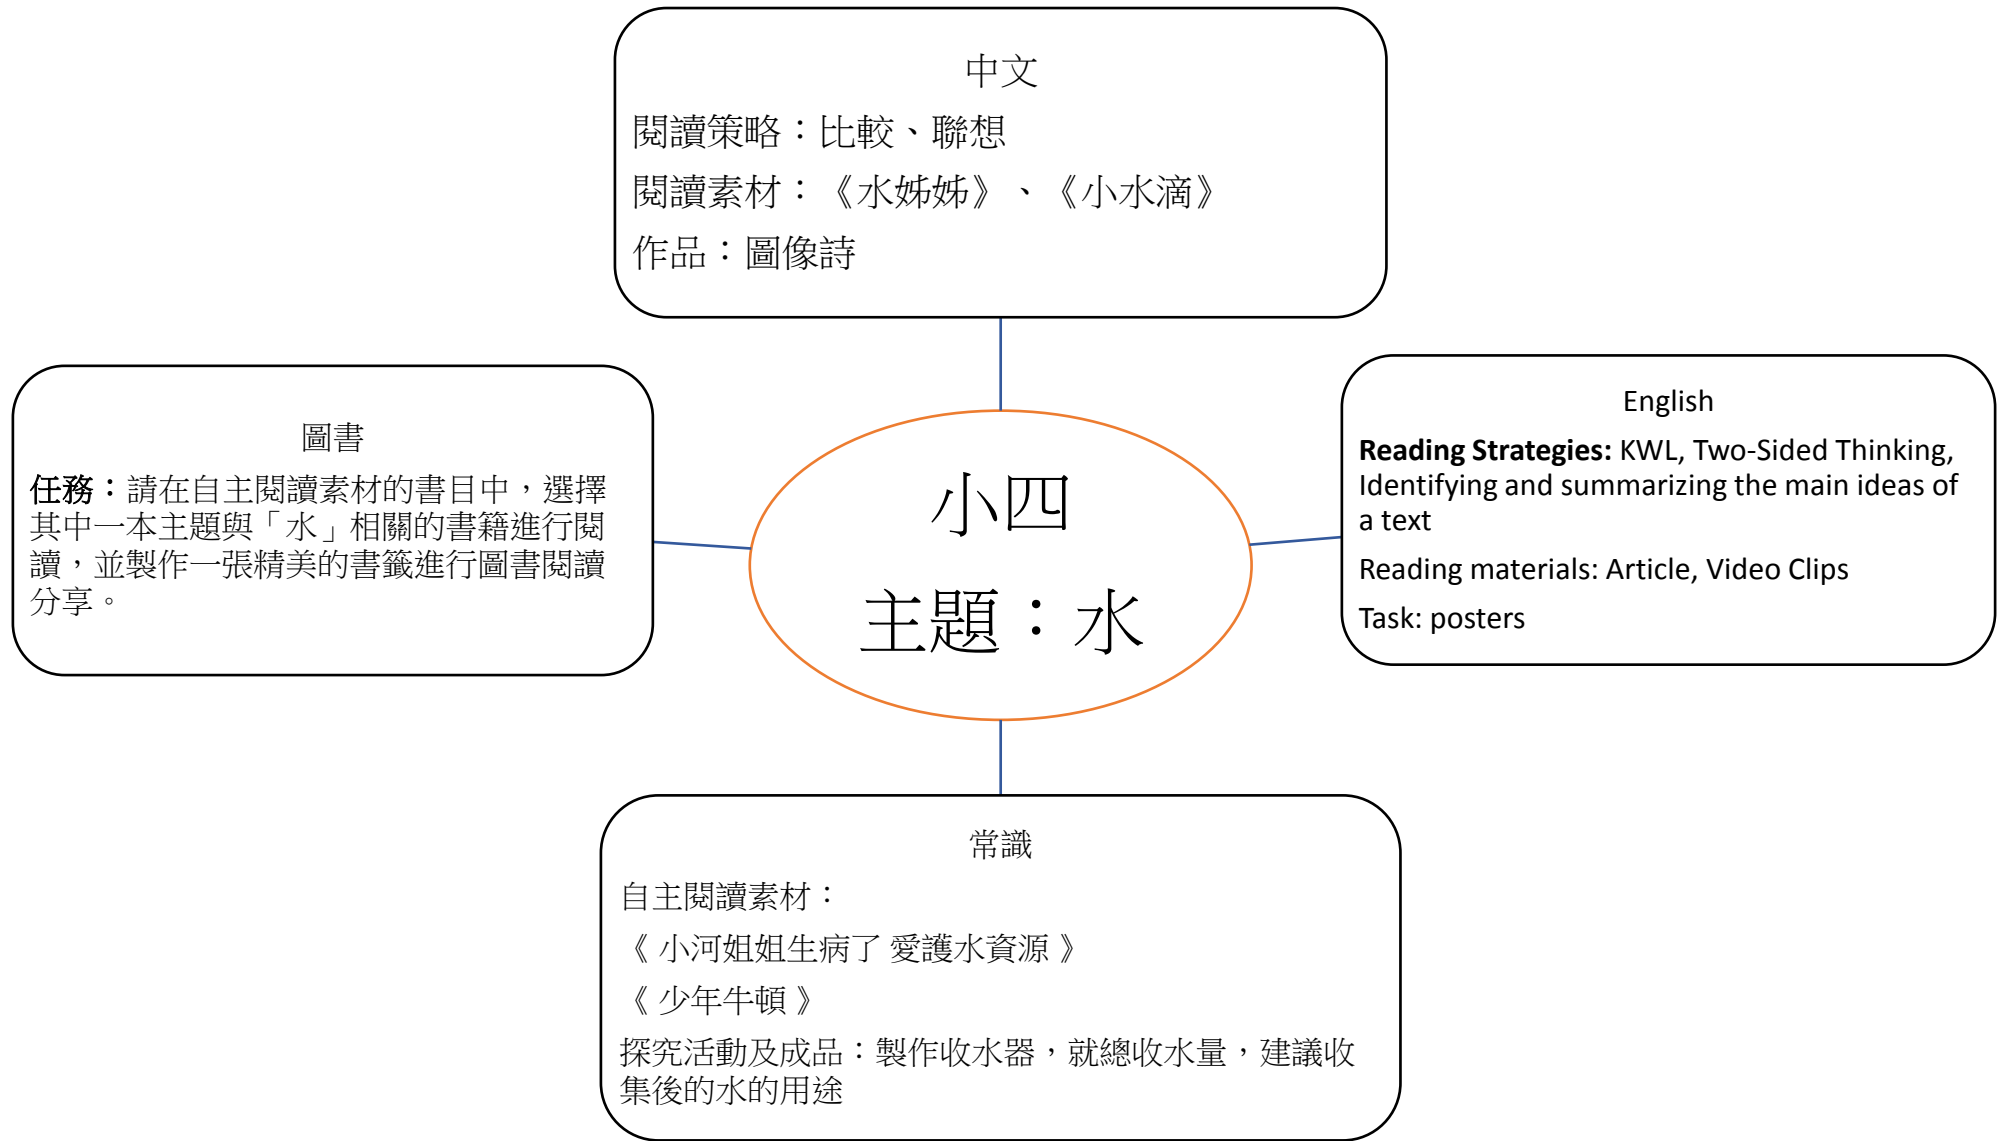 中文
閱讀策略：比較、聯想
閱讀素材：《水姊姊》、《小水滴》
作品：圖像詩
圖書
任務：請在自主閱讀素材的書目中，選擇
其中一本主題與「水」相關的書籍進行閱
讀，並製作一張精美的書籤進行圖書閱讀
分享。
小四
主題：水
English
Reading Strategies: KWL, Two-Sided Thinking,
Identifying and summarizing the main ideas of
a text
Reading materials: Article, Video Clips
Task: posters
常識
自主閱讀素材：
《 小河姐姐生病了 愛護水資源 》
《 少年牛頓 》
探究活動及成品：製作收水器，就總收水量，建議收
集後的水的用途